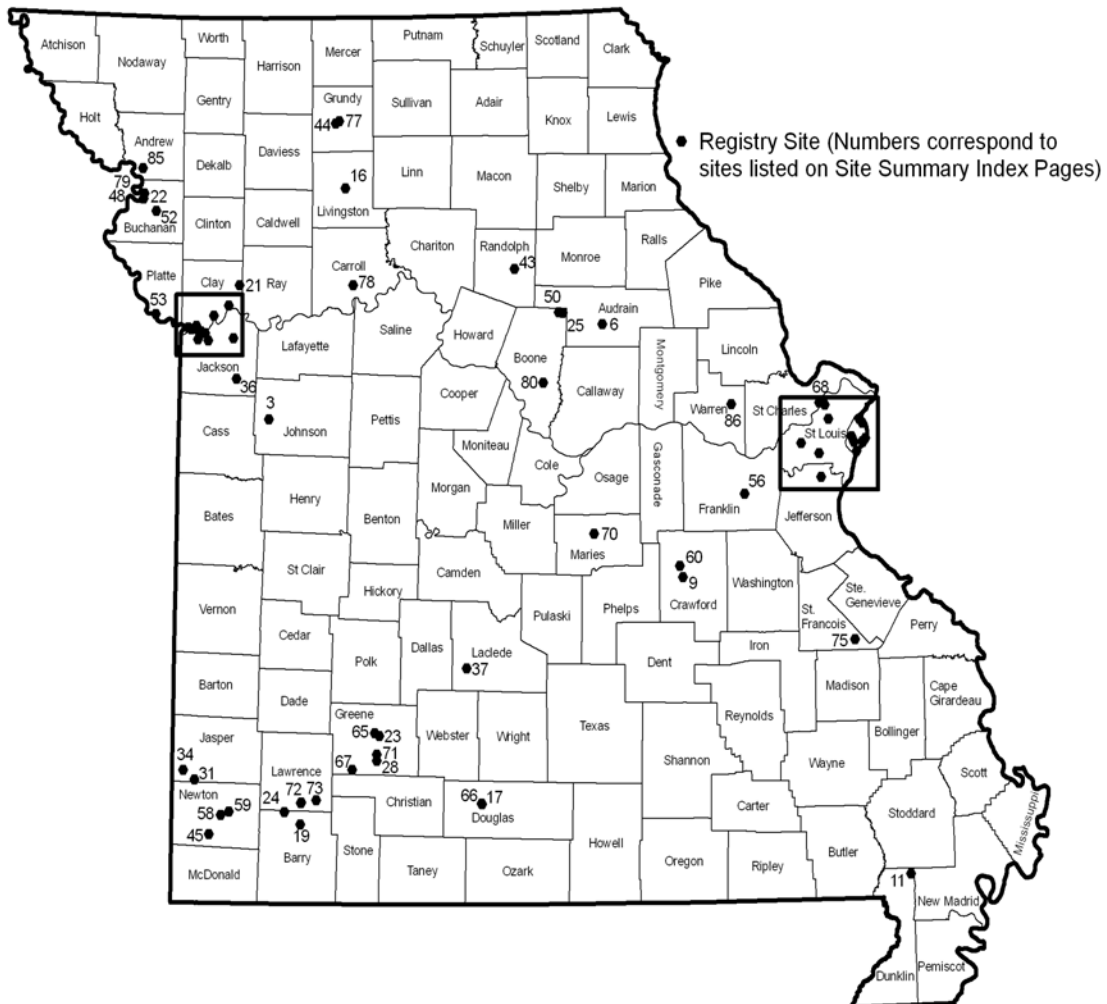 Atchison
Nodaway
Worth
Harrison
Mercer
Putnam
Schuyler
Scotland
Clark
Holt
Gentry
Grundy
44
77
Sullivan
Adair
Knox
Lewis
Andrew
85
Dekalb
Daviess
16
Livingston
Linn
Macon
Shelby
Marion
Registry Site (Numbers correspond to
sites listed on Site Summary Index Pages)
79
48
22
52
Buchanan
Clinton
Caldwell
Chariton
Randolph
43
Monroe
Ralls
Pike
Platte
53
Clay
21
Ray
Carroll
78
50
25
Audrain
6
Lafayette
Saline
Howard
Boone
80
Callaway
Montgomery
Lincoln
Jackson
36
3
Johnson
Pettis
Cooper
Moniteau
Warren
86
St Charles
68
St Louis
Cass
Cole
Osage
Gasconade
56
Franklin
Jefferson
Bates
Henry
Benton
Morgan
Miller
70
Maries
60
9
Crawford
Washington
Ste.
Genevieve
St Clair
Hickory
Camden
Pulaski
Phelps
St.
Francois
75
Perry
Vernon
Cedar
Polk
Dallas
Laclede
37
Dent
Iron
Madison
Cape
Girardeau
Barton
Dade
Greene
65
23
71
28
67
Webster
Wright
Texas
Reynolds
Bollinger
Jasper
34
31
Lawrence
72
73
24
19
Barry
Christian
66
17
Douglas
Shannon
Wayne
Scott
Newton
58
59
45
Stone
Carter
Stoddard
Mississippi
McDonald
Taney
Ozark
Howell
Oregon
Ripley
Butler
11
New Madrid
Dunklin
Pemiscot